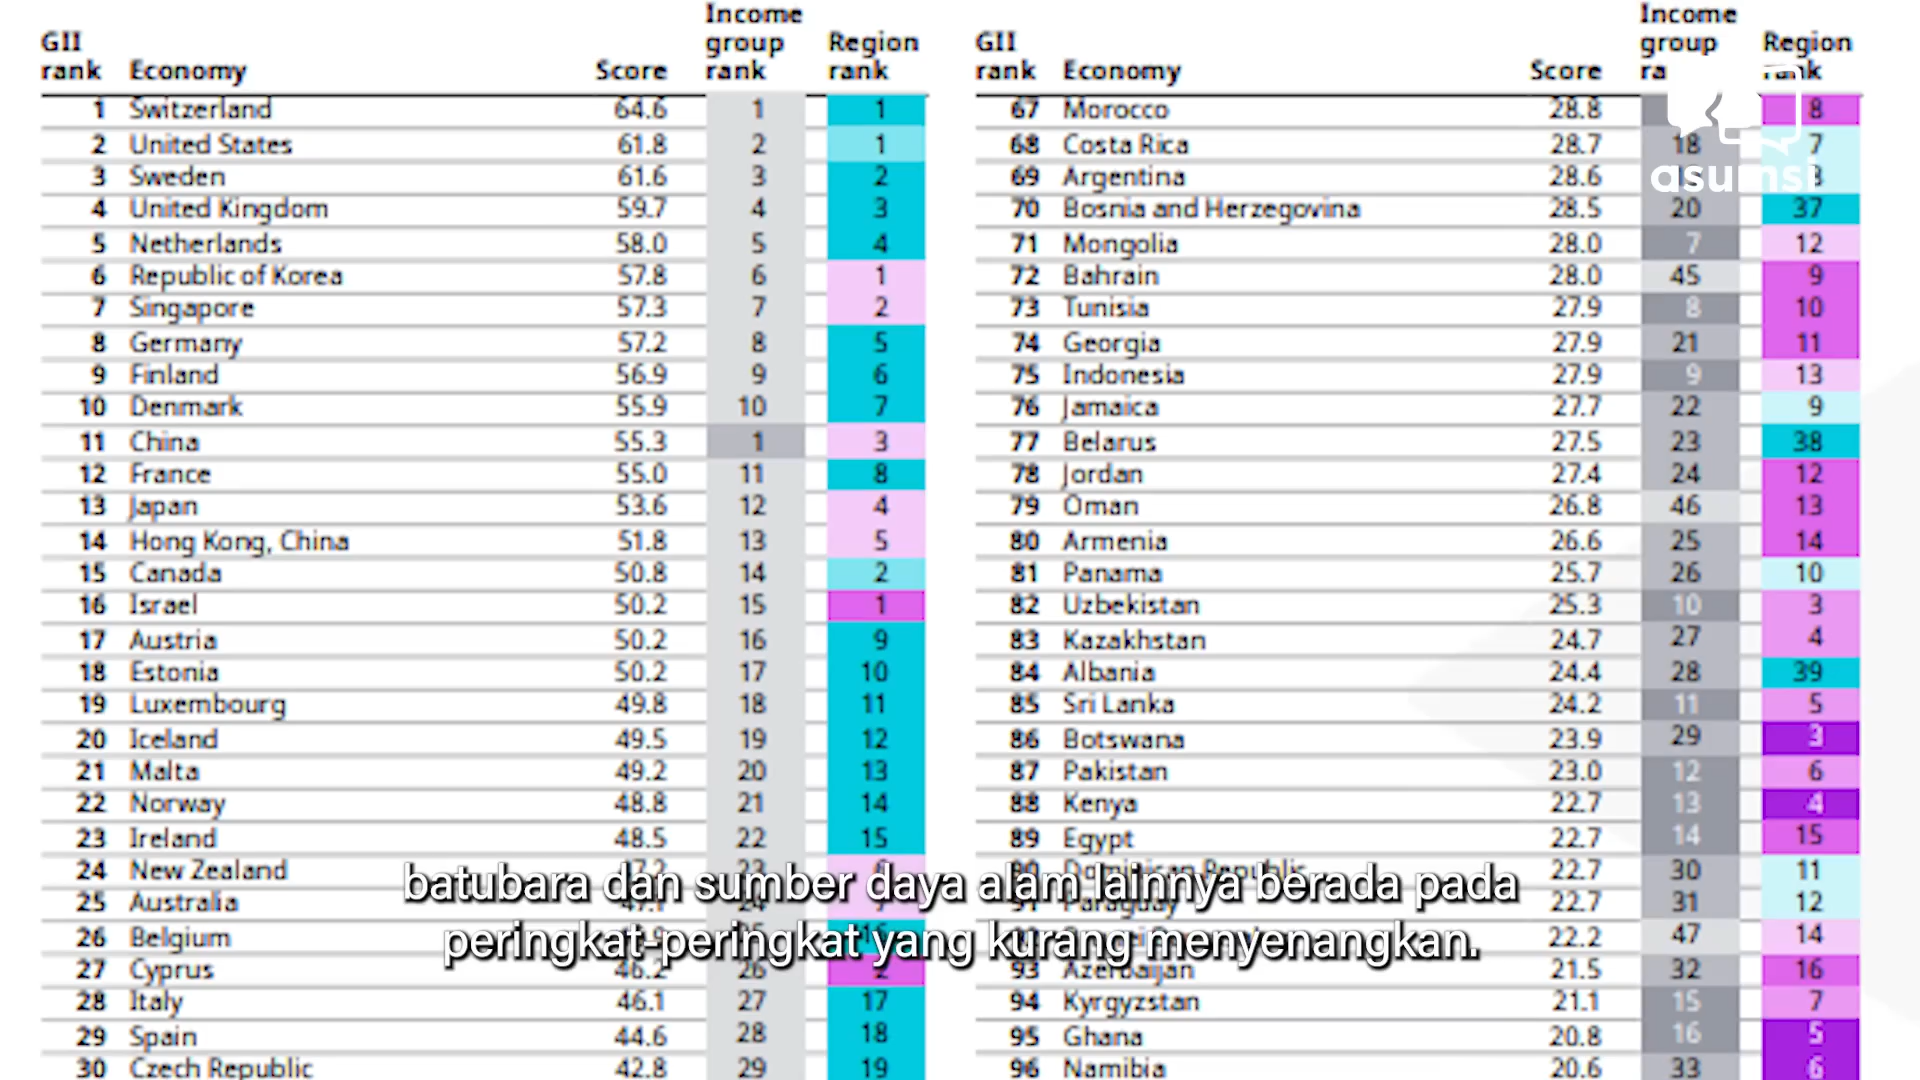 GII rank Economy Score Income group rank Region rank
1 Switzerland 64.6 1 1
2 United States 61.8 2 1
3 Sweden 61.6 3 2
4 United Kingdom 59.7 4 3
5 Netherlands 58.0 5 4
6 Republic of Korea 57.8 6 1
7 Singapore 57.3 7 2
8 Germany 57.2 8 5
9 Finland 56.9 9 6
10 Denmark 55.9 10 7
11 China 55.3 1 3
12 France 55.0 11 8
13 Japan 53.6 12 4
14 Hong Kong, China 51.8 13 5
15 Canada 50.8 14 2
16 Israel 50.2 15 1
17 Austria 50.2 16 9
18 Estonia 50.2 17 10
19 Luxembourg 49.8 18 11
20 Iceland 49.5 19 12
21 Malta 49.2 20 13
22 Norway 48.8 21 14
23 Ireland 48.5 22 15
24 New Zealand
25 Australia
26 Belgium
27 Cyprus 46.2 26 2
28 Italy 46.1 27 17
29 Spain 44.6 28 18
30 Czech Republic 42.8 29 19
GII rank Economy Score Income group ra Region rank
67 Morocco 28.8 8
68 Costa Rica 28.7 18 7
69 Argentina 28.6
70 Bosnia and Herzegovina 28.5 20 37
71 Mongolia 28.0 7 12
72 Bahrain 28.0 45 9
73 Tunisia 27.9 8 10
74 Georgia 27.9 21 11
75 Indonesia 27.9 9 13
76 Jamaica 27.7 22 9
77 Belarus 27.5 23 38
78 Jordan 27.4 24 12
79 Oman 26.8 46 13
80 Armenia 26.6 25 14
81 Panama 25.7 26 10
82 Uzbekistan 25.3 10 3
83 Kazakhstan 24.7 27 4
84 Albania 24.4 28 39
85 Sri Lanka 24.2 11 5
86 Botswana 23.9 29 3
87 Pakistan 23.0 12 6
88 Kenya 22.7 13 4
89 Egypt 22.7 14 15
Dominican Republic 22.7 30 11
Paraguay 22.7 31 12
22.2 47 14
93 Azerbaijan 21.5 32 16
94 Kyrgyzstan 21.1 15 7
95 Ghana 20.8 16 5
96 Namibia 20.6 33 6
asumsi
batubara dan sumber daya alam lainnya berada pada
peringkat-peringkat yang kurang menyenangkan.